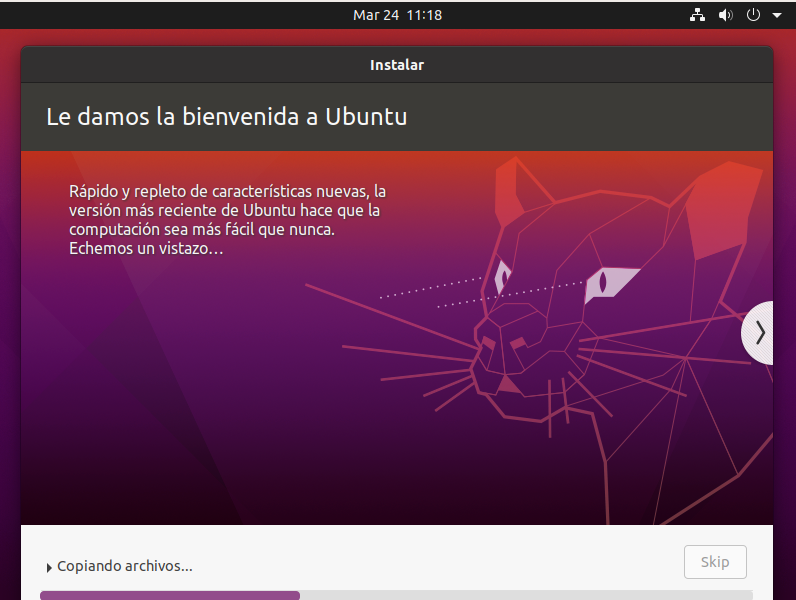 Mar 24 11:18
Instalar
Le damos la bienvenida a Ubuntu
Rápido y repleto de características nuevas, la
versión más reciente de Ubuntu hace que la
computación sea más fácil que nunca.
Echemos un vistazo…
Copiando archivos...
Skip